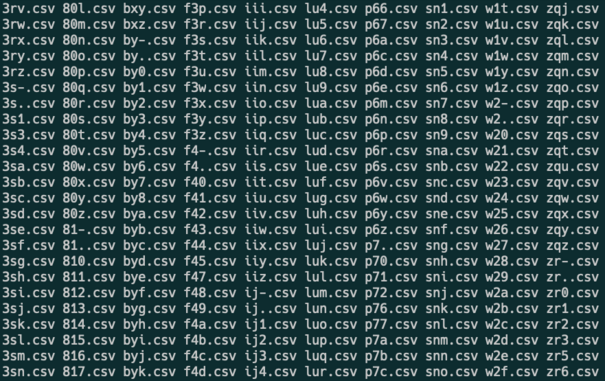 3rv.csv 80l.csv bxy.csv f3p.csv iii.csv lu4.csv p66.csv sn1.csv w1t.csv zqj.csv
3rw.csv 80m.csv bxz.csv f3r.csv iij.csv lu5.csv p67.csv sn2.csv w1u.csv zqk.csv
3rx.csv 80n.csv by-.csv f3s.csv iik.csv lu6.csv p6a.csv sn3.csv w1v.csv zql.csv
3ry.csv 80o.csv by..csv f3t.csv iil.csv lu7.csv p6c.csv sn4.csv w1w.csv zqm.csv
3rz.csv 80p.csv by0.csv f3u.csv iim.csv lu8.csv p6d.csv sn5.csv w1y.csv zqn.csv
3s-.csv 80q.csv by1.csv f3w.csv iin.csv lu9.csv p6e.csv sn6.csv w1z.csv zqo.csv
3s..csv 80r.csv by2.csv f3x.csv iio.csv lua.csv p6m.csv sn7.csv w2-.csv zqp.csv
3s1.csv 80s.csv by3.csv f3y.csv iip.csv lub.csv p6n.csv sn8.csv w2..csv zqr.csv
3s3.csv 80t.csv by4.csv f3z.csv iiq.csv luc.csv p6p.csv sn9.csv w20.csv zqs.csv
3s4.csv 80v.csv by5.csv f4-.csv iir.csv lud.csv p6r.csv sna.csv w21.csv zqt.csv
3sa.csv 80w.csv by6.csv f4..csv iis.csv lue.csv p6s.csv snb.csv w22.csv zqu.csv
3sb.csv 80x.csv by7.csv f40.csv iit.csv luf.csv p6v.csv snc.csv w23.csv zqv.csv
3sc.csv 80y.csv by8.csv f41.csv iiu.csv lug.csv p6w.csv snd.csv w24.csv zqw.csv
3sd.csv 80z.csv bya.csv f42.csv iiv.csv luh.csv p6y.csv sne.csv w25.csv zqx.csv
3se.csv 81-.csv byb.csv f43.csv iiw.csv lui.csv p6z.csv snf.csv w26.csv zqy.csv
3sf.csv 81..csv byc.csv f44.csv iix.csv luj.csv p7..csv sng.csv w27.csv zqz.csv
3sg.csv 810.csv byd.csv f45.csv iiy.csv luk.csv p70.csv snh.csv w28.csv zr-.csv
3sh.csv 811.csv bye.csv f47.csv iiz.csv lul.csv p71.csv sni.csv w29.csv zr..csv
3si.csv 812.csv byf.csv f48.csv ij-.csv lum.csv p72.csv snj.csv w2a.csv zr0.csv
3sj.csv 813.csv byg.csv f49.csv ij..csv lun.csv p76.csv snk.csv w2b.csv zr1.csv
3sk.csv 814.csv byh.csv f4a.csv ij1.csv luo.csv p77.csv snl.csv w2c.csv zr2.csv
3sl.csv 815.csv byi.csv f4b.csv ij2.csv lup.csv p7a.csv snm.csv w2d.csv zr3.csv
3sm.csv 816.csv byj.csv f4c.csv ij3.csv luq.csv p7b.csv snn.csv w2e.csv zr5.csv
3sn.csv 817.csv byk.csv f4d.csv ij4.csv lur.csv p7c.csv sno.csv w2f.csv zr6.csv